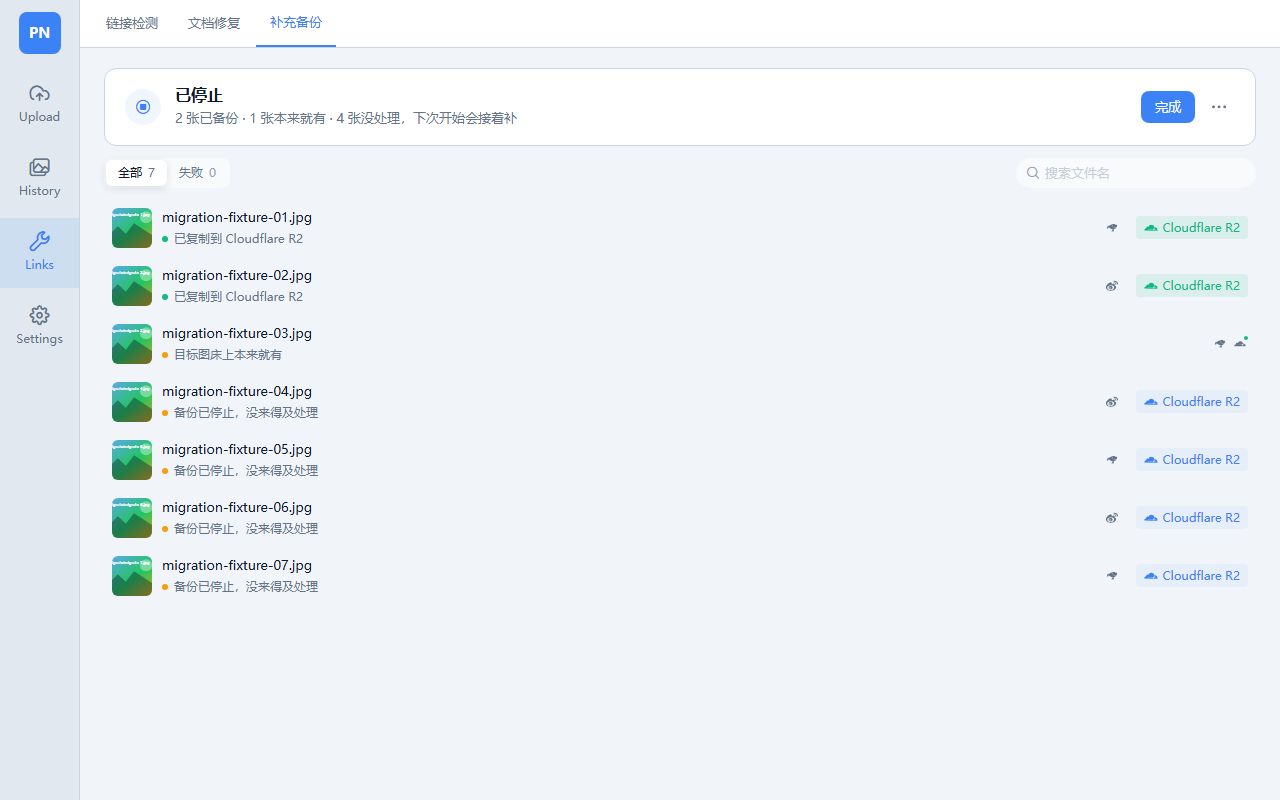 PN
Upload
History
Links
Settings
链接检测
文档修复
补充备份
已停止
2 张已备份 · 1 张本来就有 · 4 张没处理，下次开始会接着补
完成
全部 7
失败 0
搜索文件名
migration-fixture-01.jpg
已复制到 Cloudflare R2
Cloudflare R2
migration-fixture-02.jpg
已复制到 Cloudflare R2
Cloudflare R2
migration-fixture-03.jpg
目标图床上本来就有
migration-fixture-04.jpg
备份已停止，没来得及处理
Cloudflare R2
migration-fixture-05.jpg
备份已停止，没来得及处理
Cloudflare R2
migration-fixture-06.jpg
备份已停止，没来得及处理
Cloudflare R2
migration-fixture-07.jpg
备份已停止，没来得及处理
Cloudflare R2